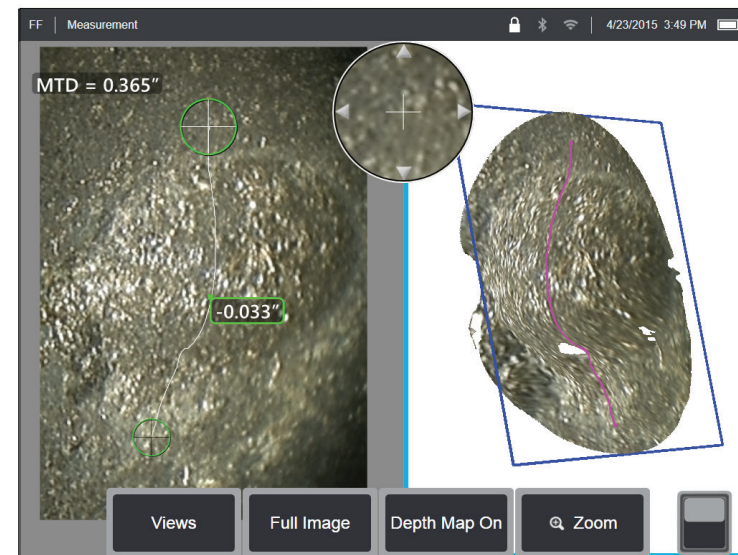 FF Measurement 4/23/2015 3:49 PM
MTD = 0.365"
-0.033"
Views Full Image Depth Map On Zoom